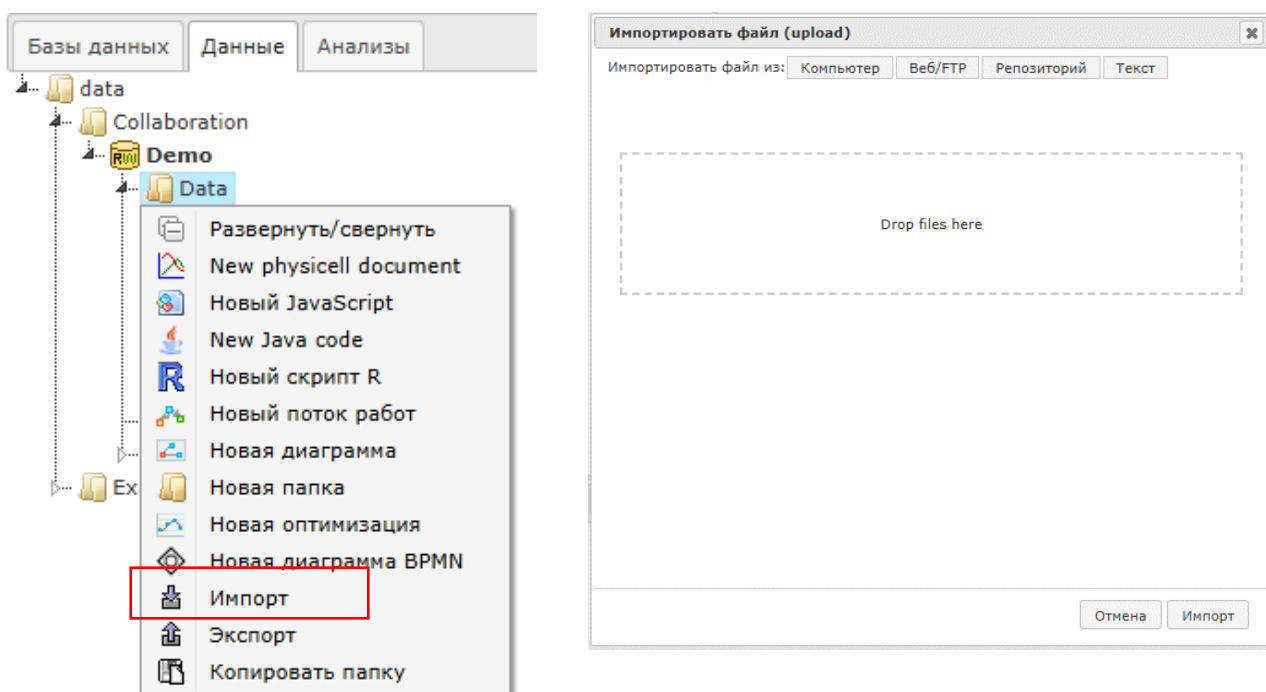 Базы данных Данные Анализы
data
Collaboration
Demo
Data
Развернуть/свернуть
New physicell document
Новый JavaScript
New Java code
Новый скрипт R
Новый поток работ
Новая диаграмма
Ex
Новая папка
Новая оптимизация
Новая диаграмма BPMN
Импорт
Экспорт
Копировать папку
Импортировать файл (upload)
Импортировать файл из: Компьютер Веб/FTP Репозиторий Текст
Drop files here
Отмена Импорт